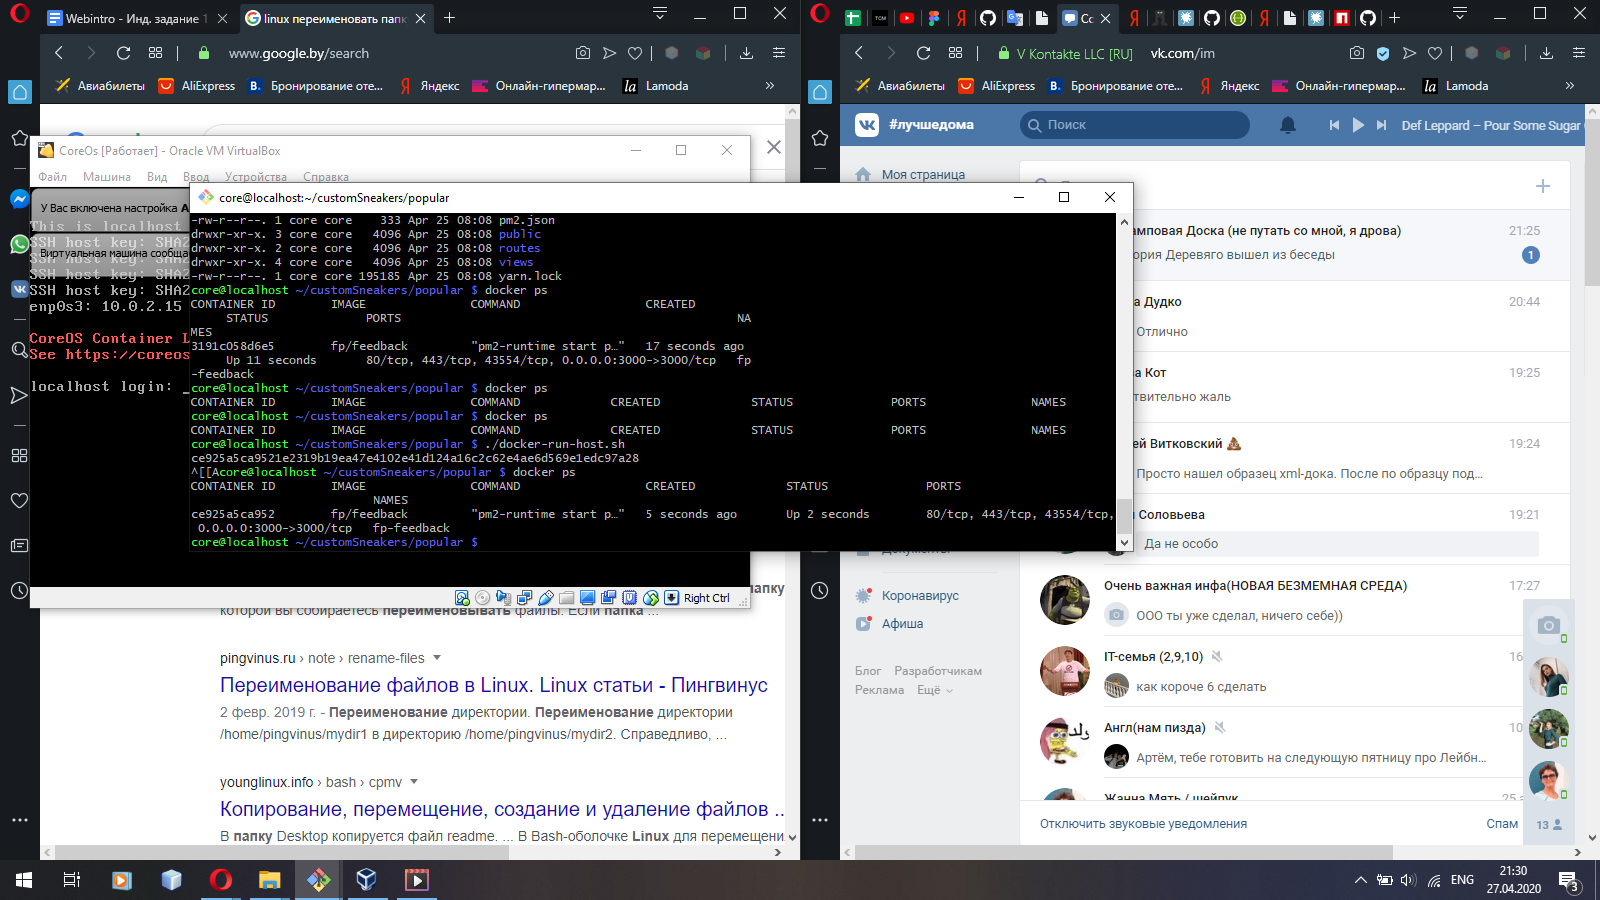 Webintro - Инд. задание 1
linux переименовать папк
www.google.by/search
Авиабилеты
AliExpress
Бронирование оте...
Яндекс
Онлайн-гипермар...
Lamoda
CoreOs [Работает] - Oracle VM VirtualBox
Файл Машина Вид Ввод Устройства Справка
У Вас включена настройка А
This is localhost
SSH host key: SHA2
Виртуальная машина сообща
SSH host key: SHA2
SSH host key: SHA2
SSH host key: SHA2
enp0s3: 10.0.2.15
CoreOS Container L
See https://coreos
localhost login: _
Right Ctrl
core@localhost:~/customSneakers/popular
-rw-r--r--. 1 core core    333 Apr 25 08:08 pm2.json
drwxr-xr-x. 3 core core   4096 Apr 25 08:08 public
drwxr-xr-x. 2 core core   4096 Apr 25 08:08 routes
drwxr-xr-x. 4 core core   4096 Apr 25 08:08 views
-rw-r--r--. 1 core core 195185 Apr 25 08:08 yarn.lock
core@localhost ~/customSneakers/popular $ docker ps
CONTAINER ID        IMAGE               COMMAND                  CREATED
     STATUS              PORTS                                                NA
MES
3191c058d6e5        fp/feedback         "pm2-runtime start p…"   17 seconds ago
     Up 11 seconds       80/tcp, 443/tcp, 43554/tcp, 0.0.0.0:3000->3000/tcp   fp
-feedback
core@localhost ~/customSneakers/popular $ docker ps
CONTAINER ID        IMAGE               COMMAND             CREATED             STATUS              PORTS               NAMES
core@localhost ~/customSneakers/popular $ docker ps
CONTAINER ID        IMAGE               COMMAND             CREATED             STATUS              PORTS               NAMES
core@localhost ~/customSneakers/popular $ ./docker-run-host.sh
ce925a5ca9521e2319b19ea47e4102e41d124a16c2c62e4ae6d569e1edc97a28
^[[Acore@localhost ~/customSneakers/popular $ docker ps
CONTAINER ID        IMAGE               COMMAND                  CREATED             STATUS              PORTS
                          NAMES
ce925a5ca952        fp/feedback         "pm2-runtime start p…"   5 seconds ago       Up 2 seconds        80/tcp, 443/tcp, 43554/tcp,
 0.0.0.0:3000->3000/tcp   fp-feedback
core@localhost ~/customSneakers/popular $
папку
которой вы собираетесь переименовывать файлы. Если папка ...
pingvinus.ru › note › rename-files
Переименование файлов в Linux. Linux статьи - Пингвинус
2 февр. 2019 г. - Переименование директории. Переименование директории
/home/pingvinus/mydir1 в директорию /home/pingvinus/mydir2. Справедливо, ...
younglinux.info › bash › cpmv
Копирование, перемещение, создание и удаление файлов ..
В папку Desktop копируется файл readme. ... В Bash-оболочке Linux для перемещени
TCM
Со
V Kontakte LLC [RU]
vk.com/im
Авиабилеты
AliExpress
Бронирование оте...
Яндекс
Онлайн-гипермар...
Lamoda
#лучшедома
Поиск
Def Leppard – Pour Some Sugar
Моя страница
Документы
Коронавирус
Афиша
Блог Разработчикам
Реклама Ещё
амповая Доска (не путать со мной, я дрова)
21:25
ория Деревяго вышел из беседы
1
а Дудко
20:44
Отлично
ва Кот
19:25
твительно жаль
ей Витковский
19:24
Просто нашел образец xml-дока. После по образцу под...
Соловьева
19:21
Да не особо
Очень важная инфа(НОВАЯ БЕЗМЕМНАЯ СРЕДА)
17:27
ООО ты уже сделал, ничего себе))
IT-семья (2,9,10)
16
как короче 6 сделать
Англ(нам пизда)
10
Артём, тебе готовить на следующую пятницу про Лейбн...
Жанна Мять / шейпук
25 а
Отключить звуковые уведомления
Спам
13
ENG
21:30
27.04.2020
3